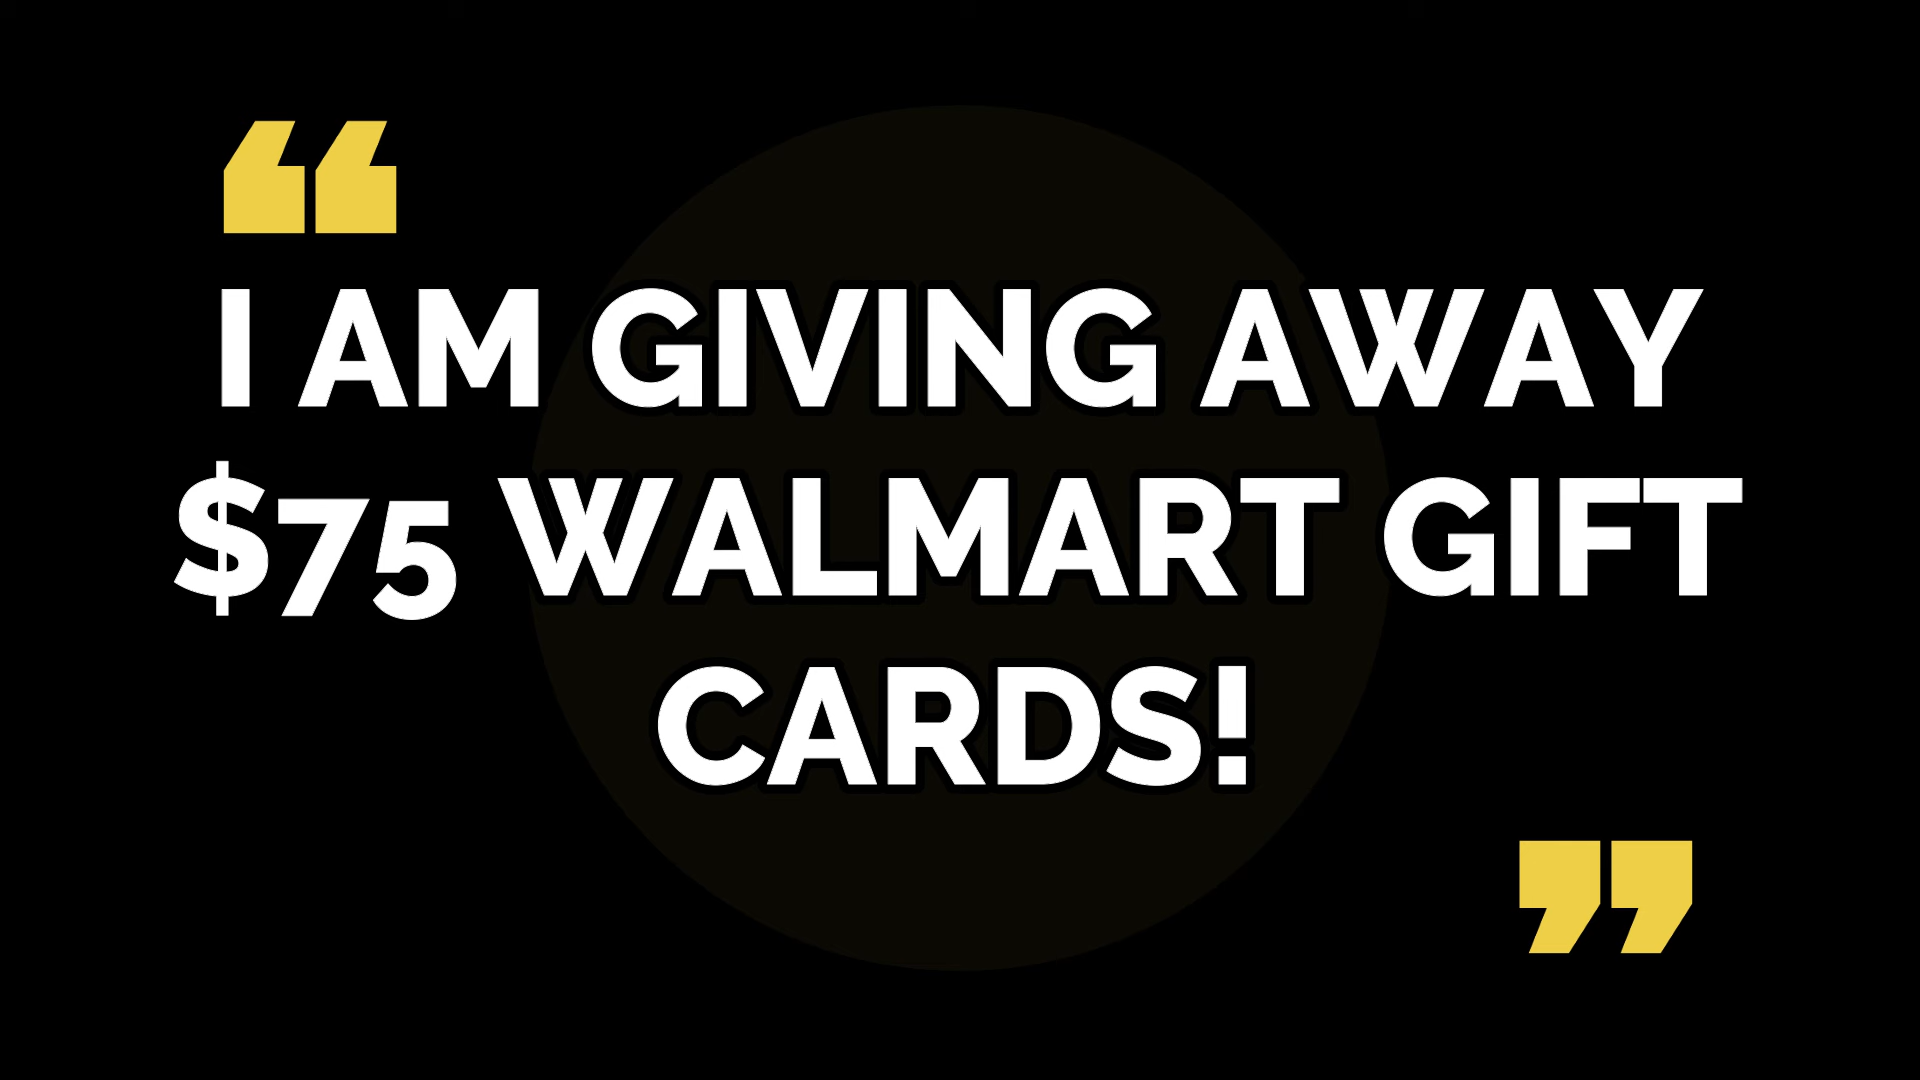 “
I AM GIVING AWAY
$75 WALMART GIFT
CARDS!
”